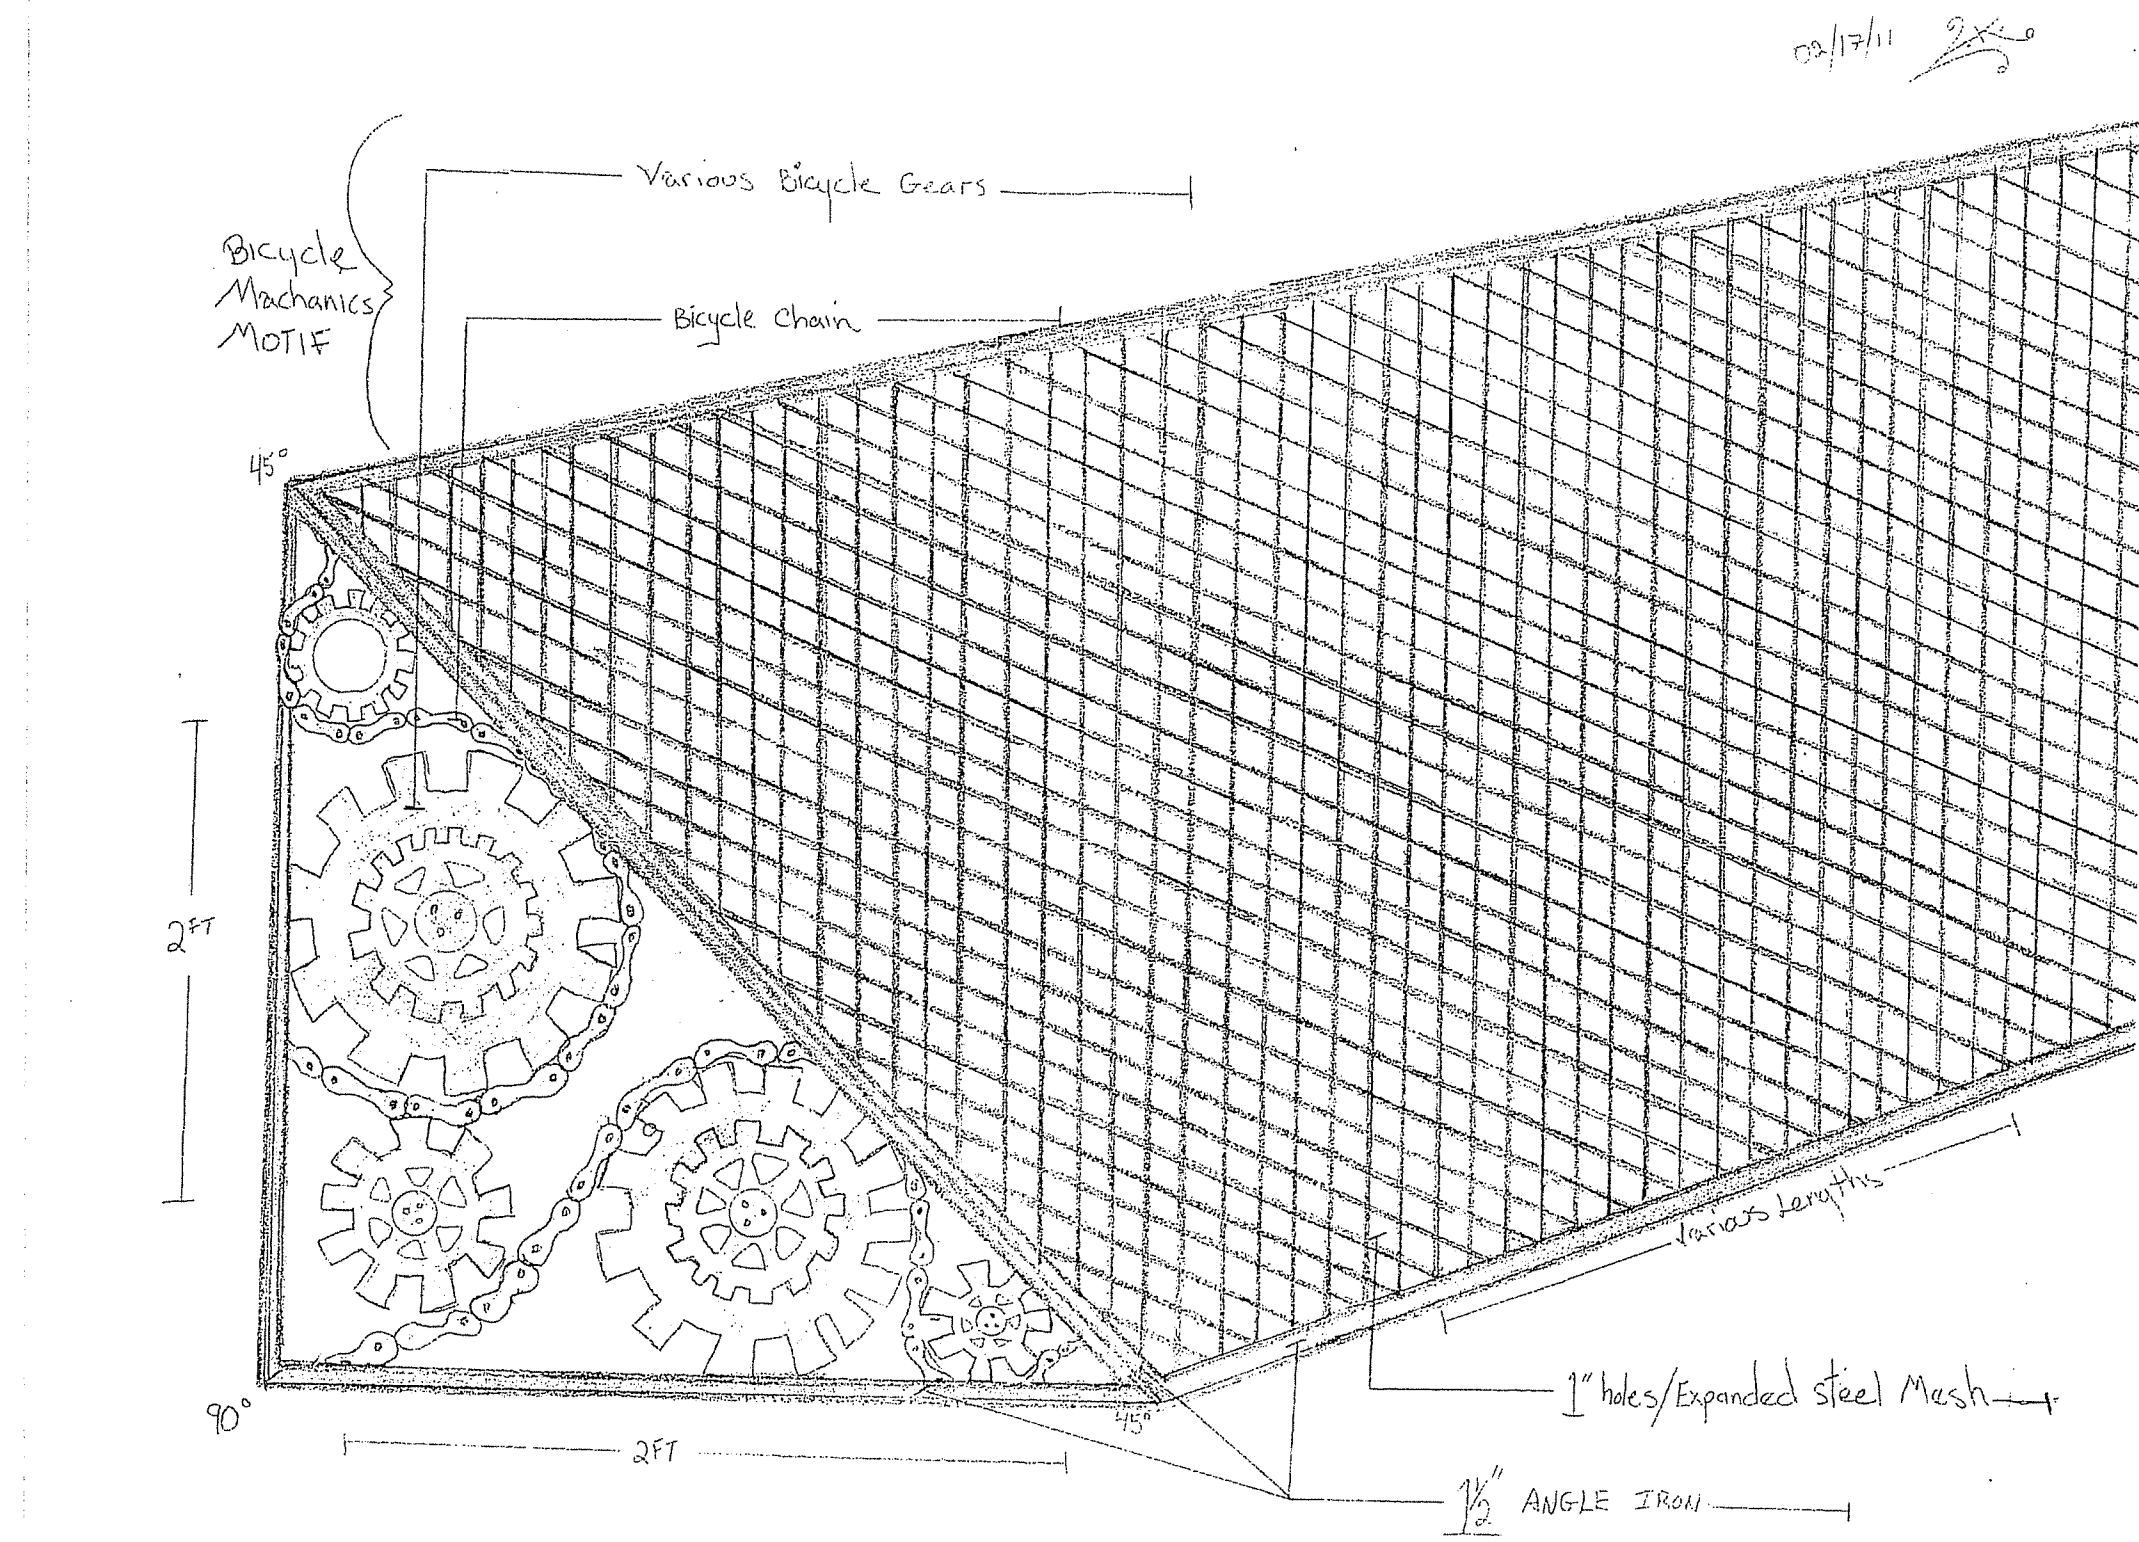 02/17/11
Various Bicycle Gears
Bicycle
Machanics
MOTIF
Bicycle Chain
45°
2FT
Various Lengths
1" holes/Expanded steel Mesh
90°
45°
2FT
1½" ANGLE IRON